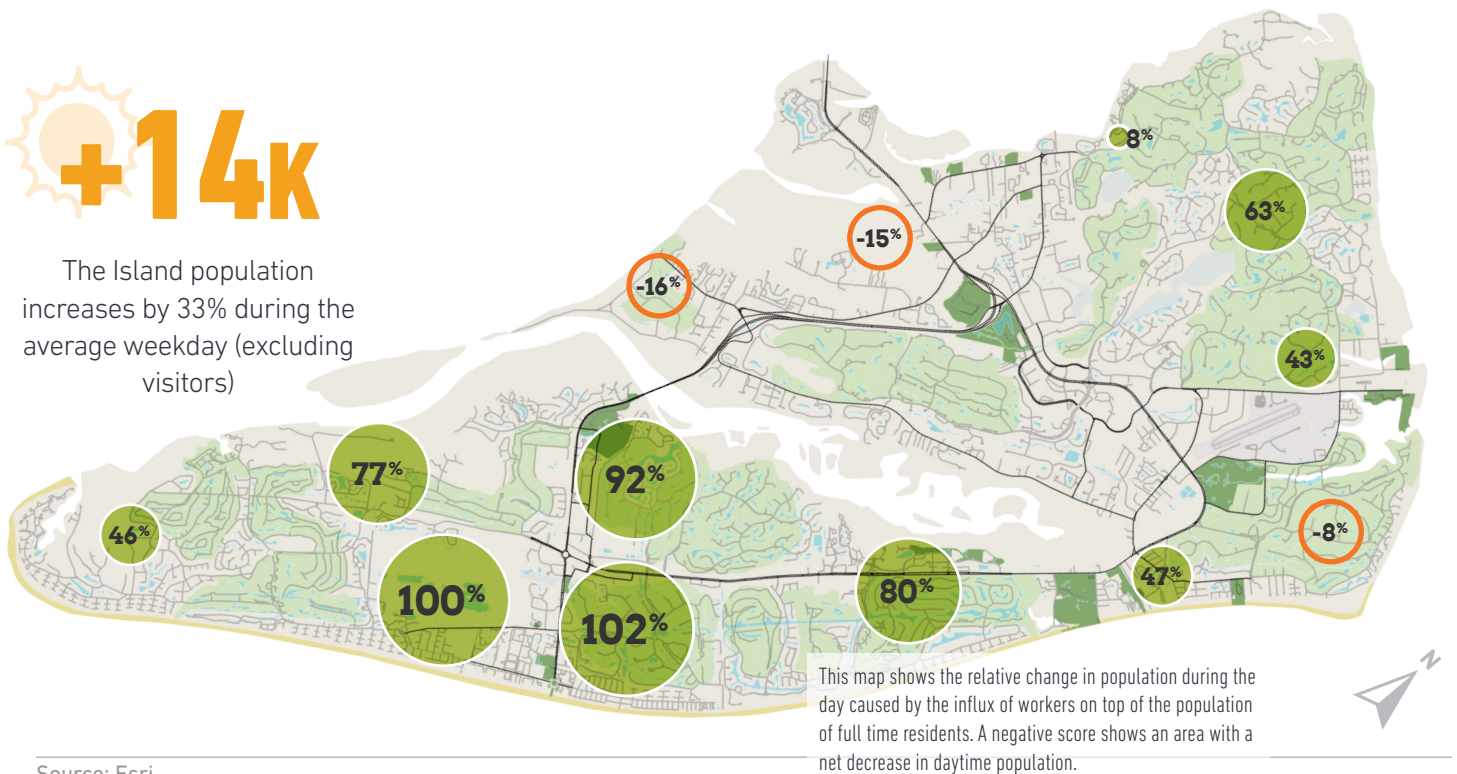 +14K
The Island population
increases by 33% during the
average weekday (excluding
visitors)
8%
63%
-15%
-16%
43%
77%
92%
46%
-8%
47%
100%
80%
102%
This map shows the relative change in population during the
day caused by the influx of workers on top of the population
of full time residents. A negative score shows an area with a
net decrease in daytime population.
N
Source: Esri